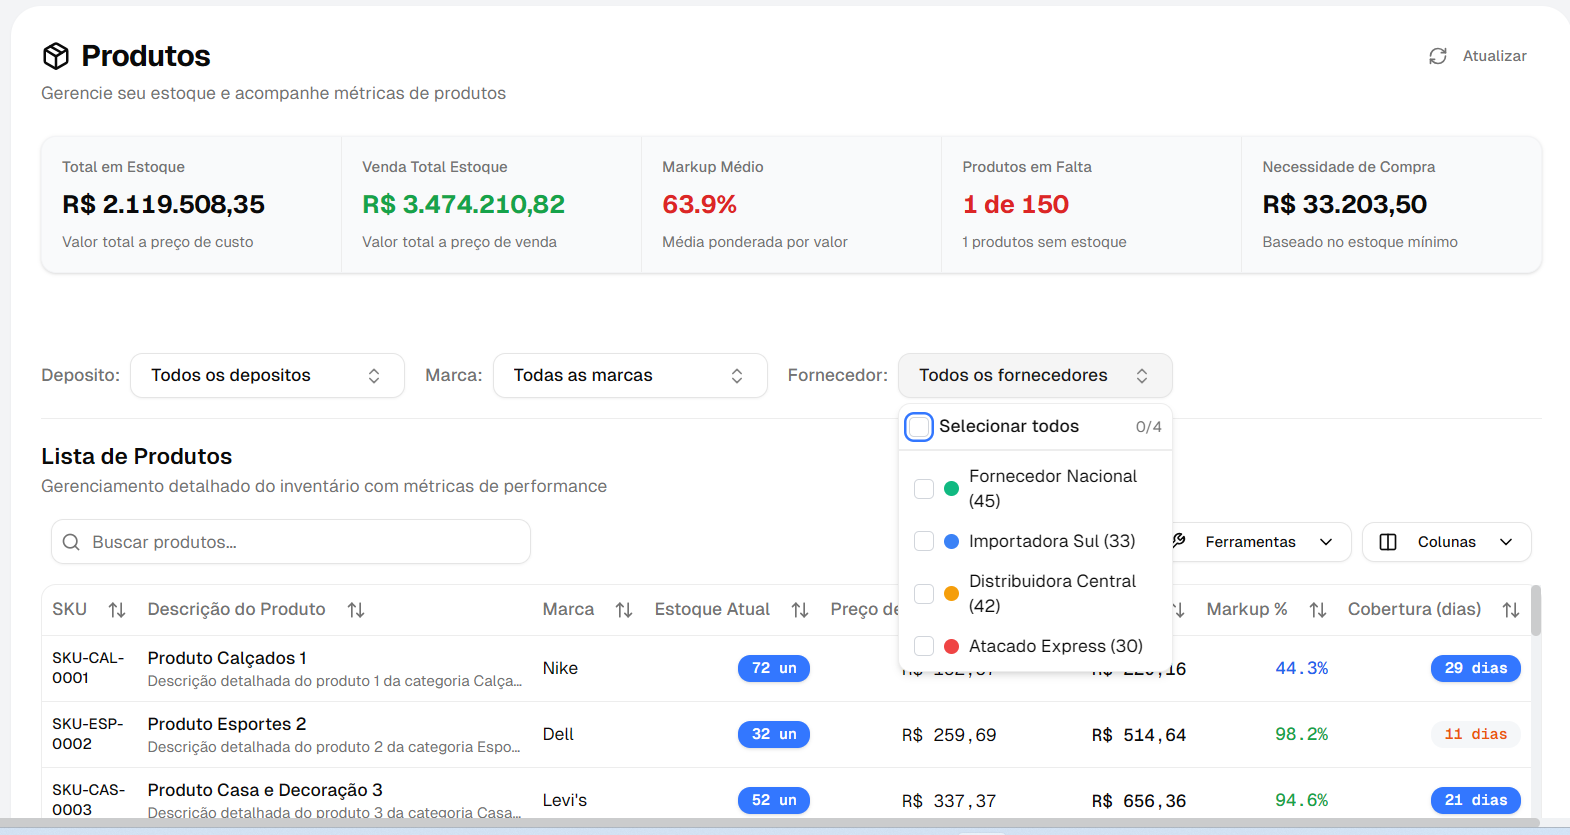 Produtos
Atualizar
Gerencie seu estoque e acompanhe métricas de produtos
Total em Estoque
R$ 2.119.508,35
Valor total a preço de custo
Venda Total Estoque
R$ 3.474.210,82
Valor total a preço de venda
Markup Médio
63.9%
Média ponderada por valor
Produtos em Falta
1 de 150
1 produtos sem estoque
Necessidade de Compra
R$ 33.203,50
Baseado no estoque mínimo
Deposito: Todos os depositos Marca: Todas as marcas Fornecedor: Todos os fornecedores
Selecionar todos 0/4
Fornecedor Nacional
(45)
Importadora Sul (33)
Distribuidora Central
(42)
Atacado Express (30)
Lista de Produtos
Gerenciamento detalhado do inventário com métricas de performance
Buscar produtos...
Ferramentas
Colunas
SKU Descrição do Produto Marca Estoque Atual Preço de Markup % Cobertura (dias)
SKU-CAL-
0001
Produto Calçados 1
Descrição detalhada do produto 1 da categoria Calça...
Nike 72 un 44.3% 29 dias
SKU-ESP-
0002
Produto Esportes 2
Descrição detalhada do produto 2 da categoria Espo...
Dell 32 un R$ 259,69 R$ 514,64 98.2% 11 dias
SKU-CAS-
0003
Produto Casa e Decoração 3
Descrição detalhada do produto 3 da categoria Casa...
Levi's 52 un R$ 337,37 R$ 656,36 94.6% 21 dias